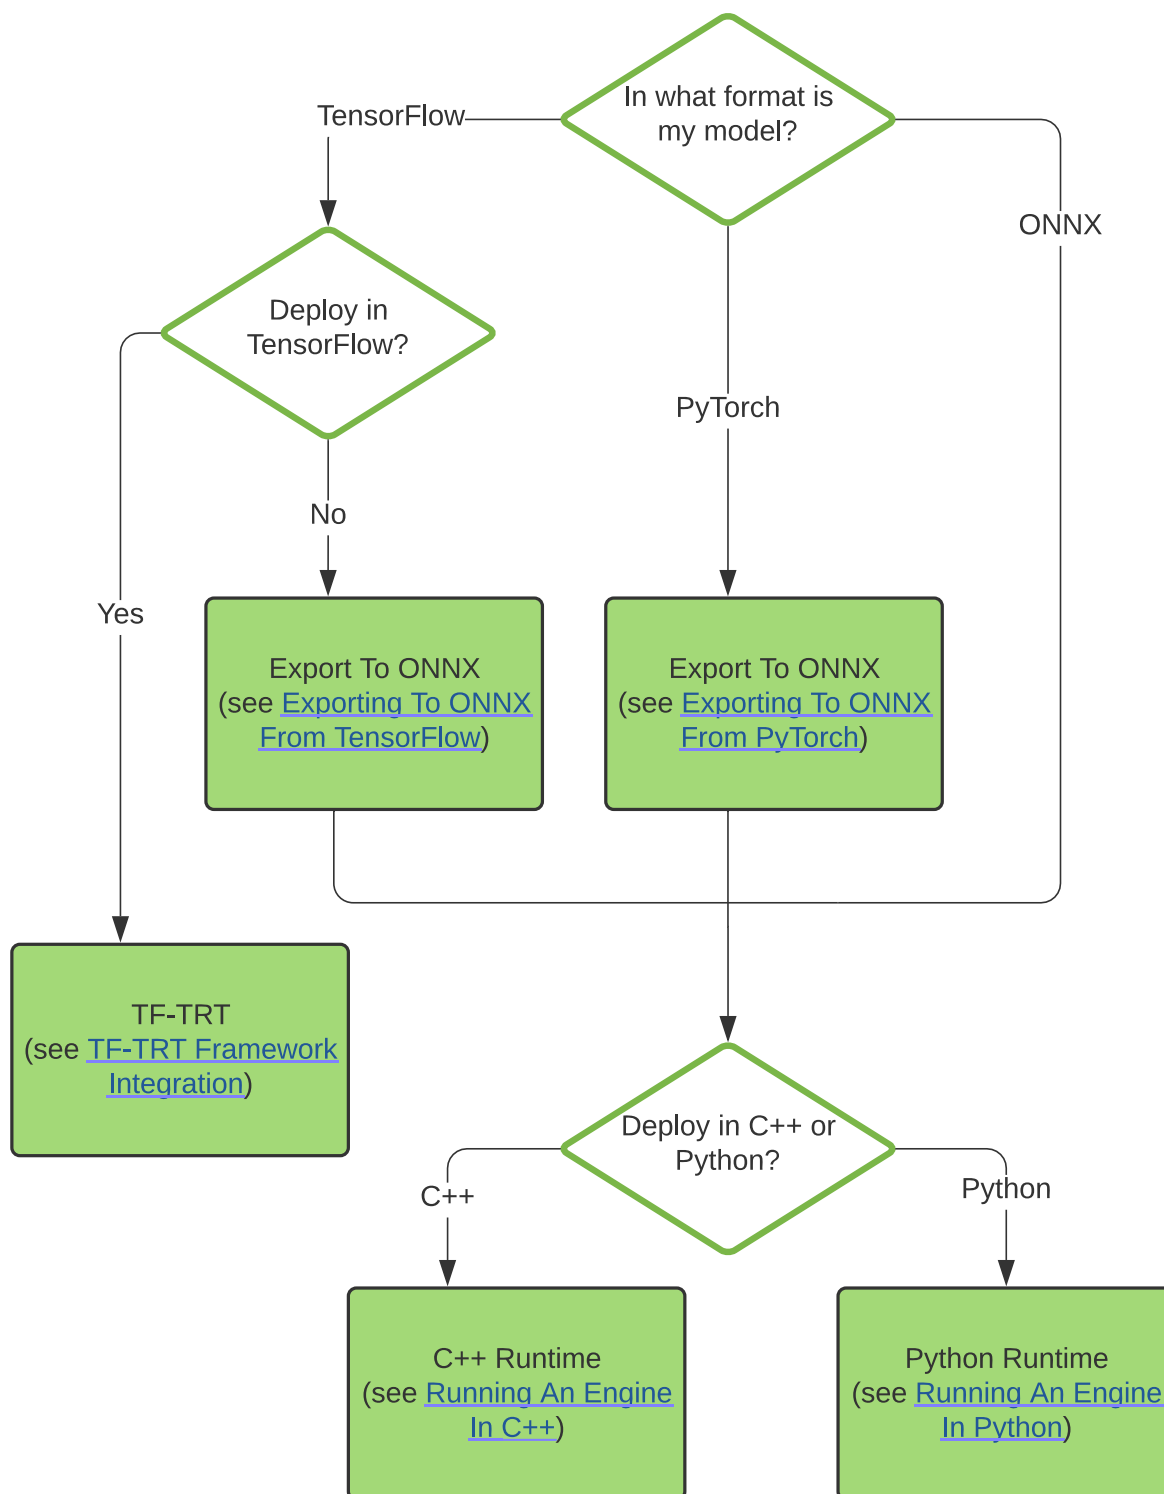 In what format is
my model?
TensorFlow
ONNX
Deploy in
TensorFlow?
PyTorch
No
Yes
Export To ONNX
(see Exporting To ONNX
From TensorFlow)
Export To ONNX
(see Exporting To ONNX
From PyTorch)
TF-TRT
(see TF-TRT Framework
Integration)
Deploy in C++ or
Python?
C++
Python
C++ Runtime
(see Running An Engine
In C++)
Python Runtime
(see Running An Engine
In Python)